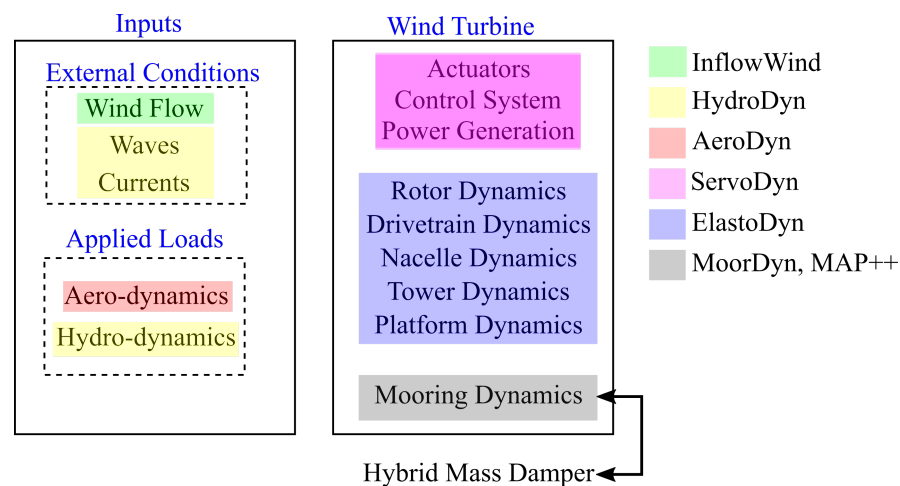 Inputs
External Conditions
Wind Flow
Waves
Currents
Applied Loads
Aero-dynamics
Hydro-dynamics
Wind Turbine
Actuators
Control System
Power Generation
Rotor Dynamics
Drivetrain Dynamics
Nacelle Dynamics
Tower Dynamics
Platform Dynamics
Mooring Dynamics
Hybrid Mass Damper
InflowWind
HydroDyn
AeroDyn
ServoDyn
ElastoDyn
MoorDyn, MAP++